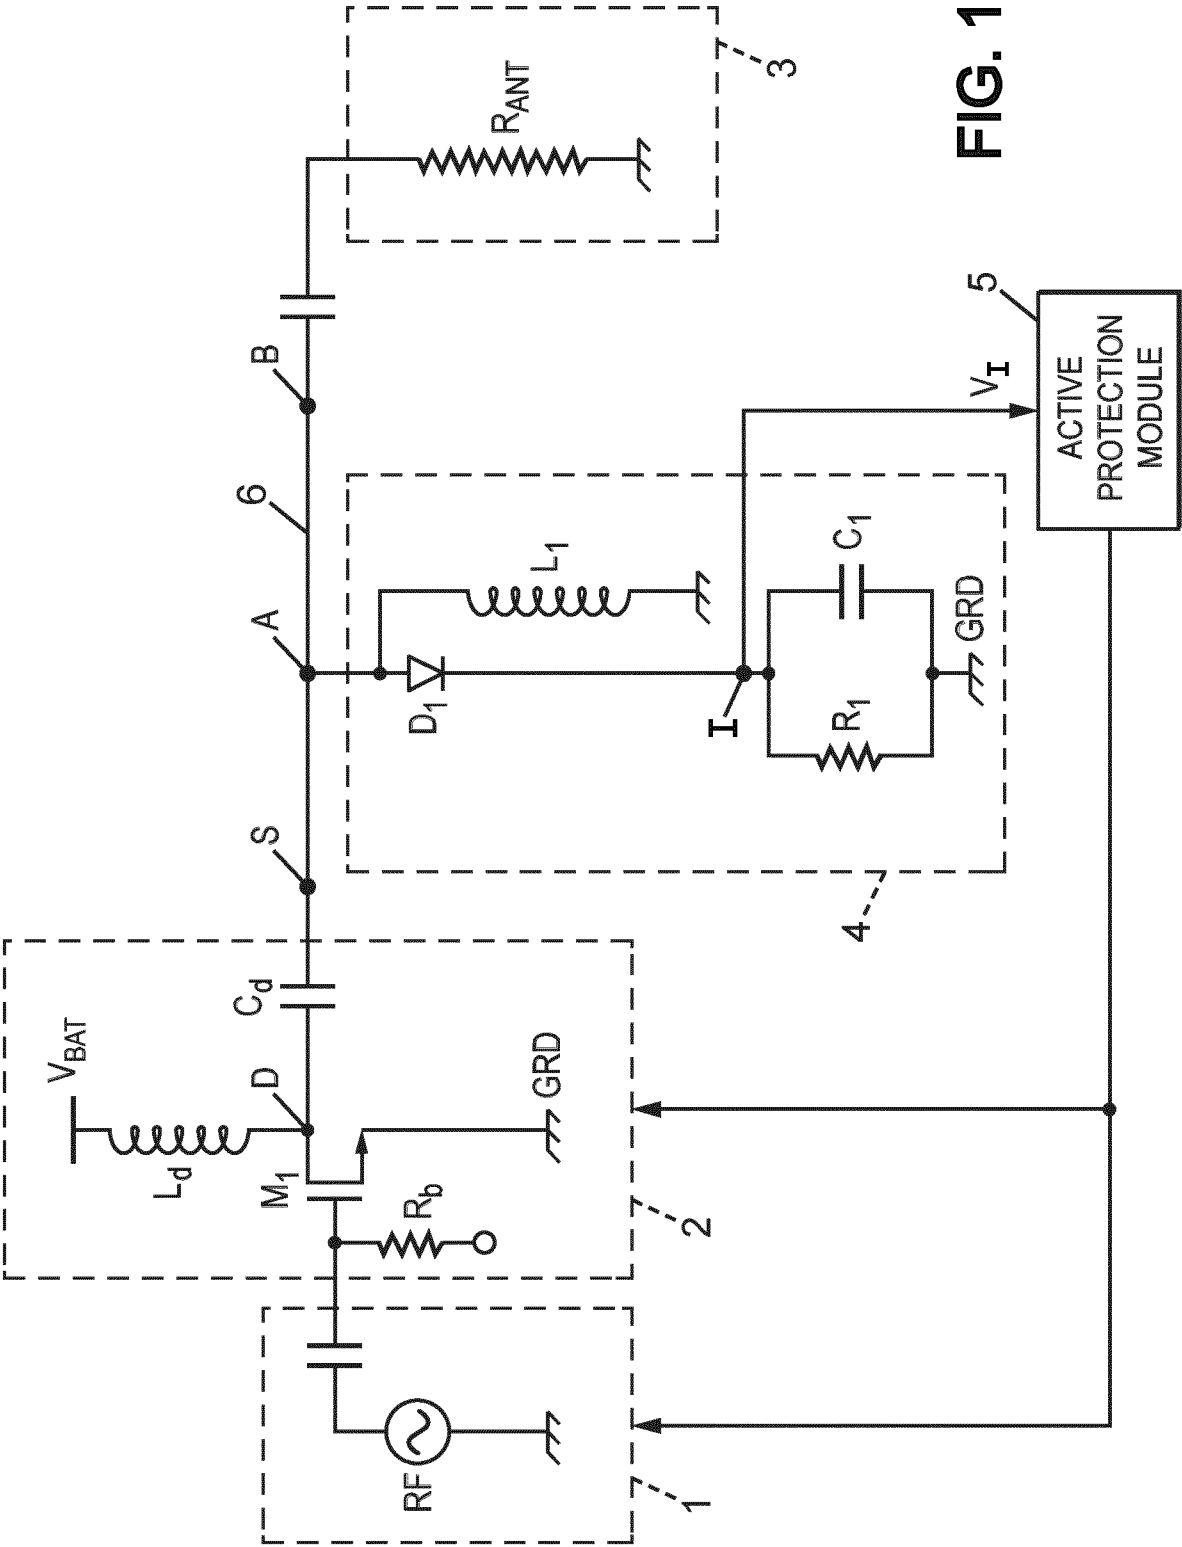 V_BAT
L_d
D
C_d
S
A
6
B
M_1
R_b
GRD
D_1
L_1
R_ANT
RF
1
2
4
I
R_1
C_1
GRD
V_I
3
5
ACTIVE
PROTECTION
MODULE
FIG. 1